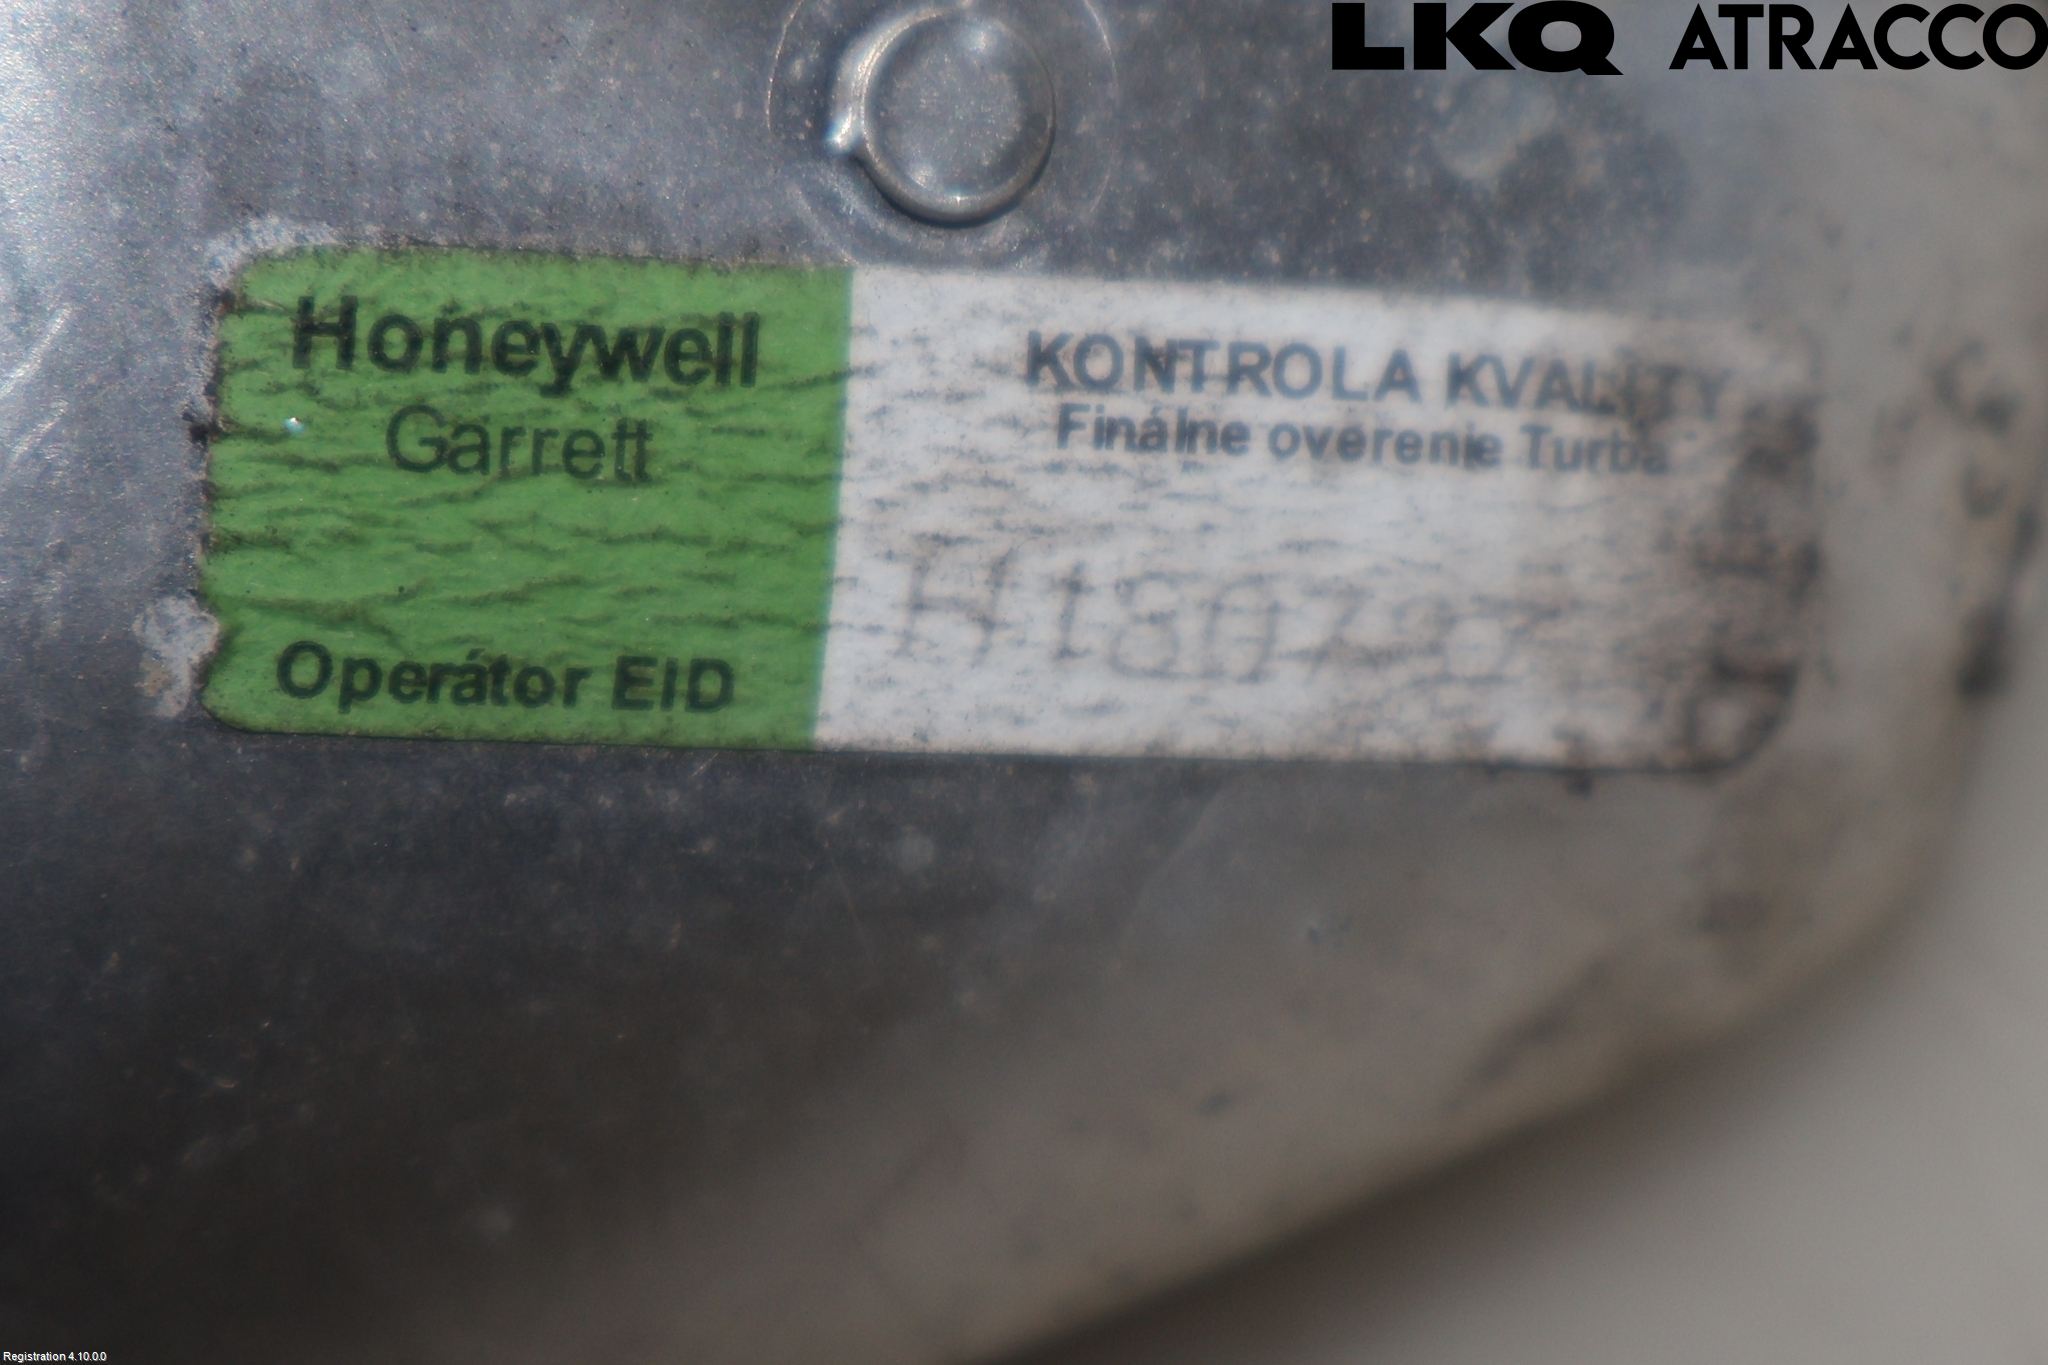 LKQ ATRACCO
Honeywell
Garrett
Operátor EID
KONTROLA KVALITY
Finálne overenie Turba
Registration 4.10.0.0